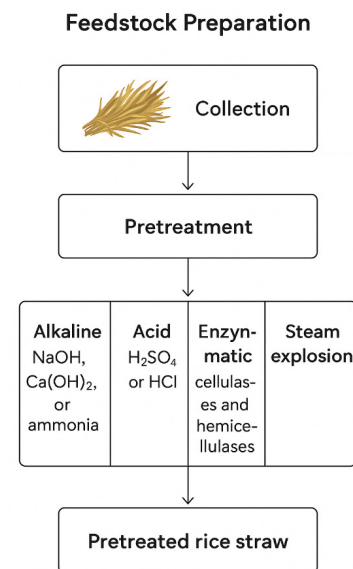 Feedstock Preparation
Collection
Pretreatment
Alkaline
NaOH,
Ca(OH)₂,
or
ammonia
Acid
H₂SO₄
or HCl
Enzyn-
matic
cellulas-
es and
hemice-
llulases
Steam
explosion
Pretreated rice straw